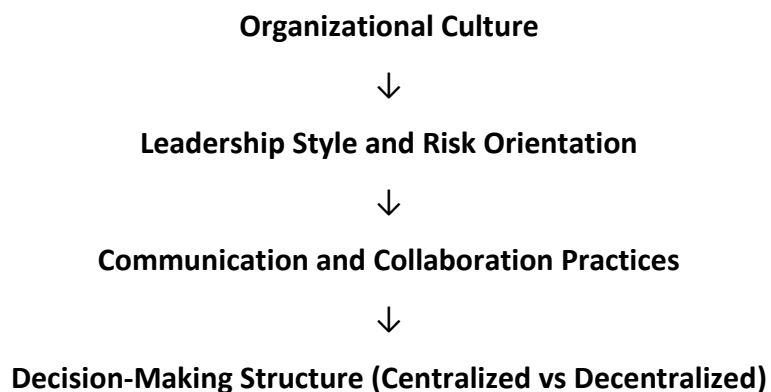 Organizational Culture
↓
Leadership Style and Risk Orientation
↓
Communication and Collaboration Practices
↓
Decision-Making Structure (Centralized vs Decentralized)